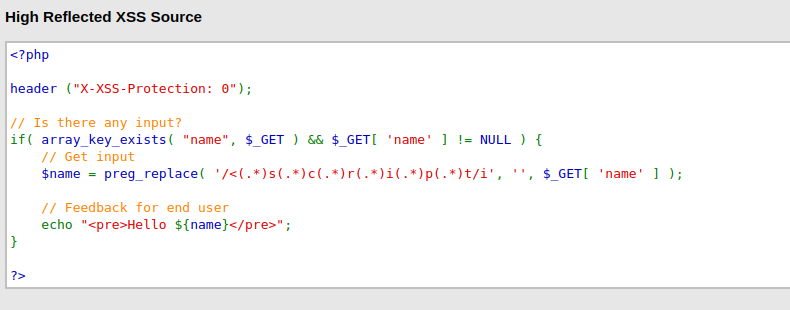 High Reflected XSS Source
<?php
header ("X-XSS-Protection: 0");
// Is there any input?
if( array_key_exists( "name", $_GET ) && $_GET[ 'name' ] != NULL ) {
// Get input
$name = preg_replace( '/<(.*)s(.*)c(.*)r(.*)i(.*)p(.*)t/i', '', $_GET[ 'name' ] );
// Feedback for end user
echo "<pre>Hello ${name}</pre>";
}
?>